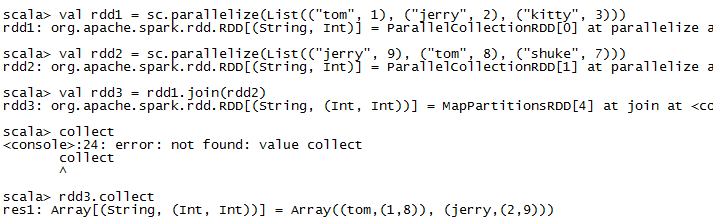 scala> val rdd1 = sc.parallelize(List(("tom", 1), ("jerry", 2), ("kitty", 3)))
rdd1: org.apache.spark.rdd.RDD[(String, Int)] = ParallelCollectionRDD[0] at parallelize a
scala> val rdd2 = sc.parallelize(List(("jerry", 9), ("tom", 8), ("shuke", 7)))
rdd2: org.apache.spark.rdd.RDD[(String, Int)] = ParallelCollectionRDD[1] at parallelize a
scala> val rdd3 = rdd1.join(rdd2)
rdd3: org.apache.spark.rdd.RDD[(String, (Int, Int))] = MapPartitionsRDD[4] at join at <co
scala> collect
<console>:24: error: not found: value collect
       collect
       ^
scala> rdd3.collect
res1: Array[(String, (Int, Int))] = Array((tom,(1,8)), (jerry,(2,9)))